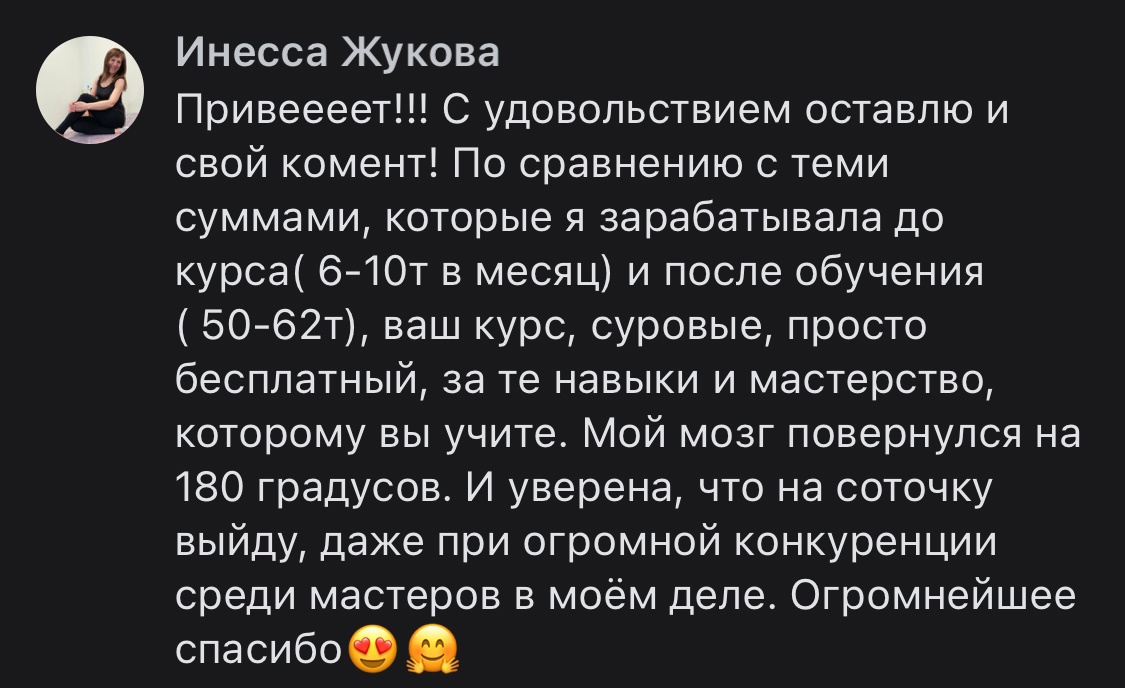 Инесса Жукова
Привеееет!!! С удовольствием оставлю и
свой комент! По сравнению с теми
суммами, которые я зарабатывала до
курса( 6-10т в месяц) и после обучения
( 50-62т), ваш курс, суровые, просто
бесплатный, за те навыки и мастерство,
которому вы учите. Мой мозг повернулся на
180 градусов. И уверена, что на соточку
выйду, даже при огромной конкуренции
среди мастеров в моём деле. Огромнейшее
спасибо😍🤗